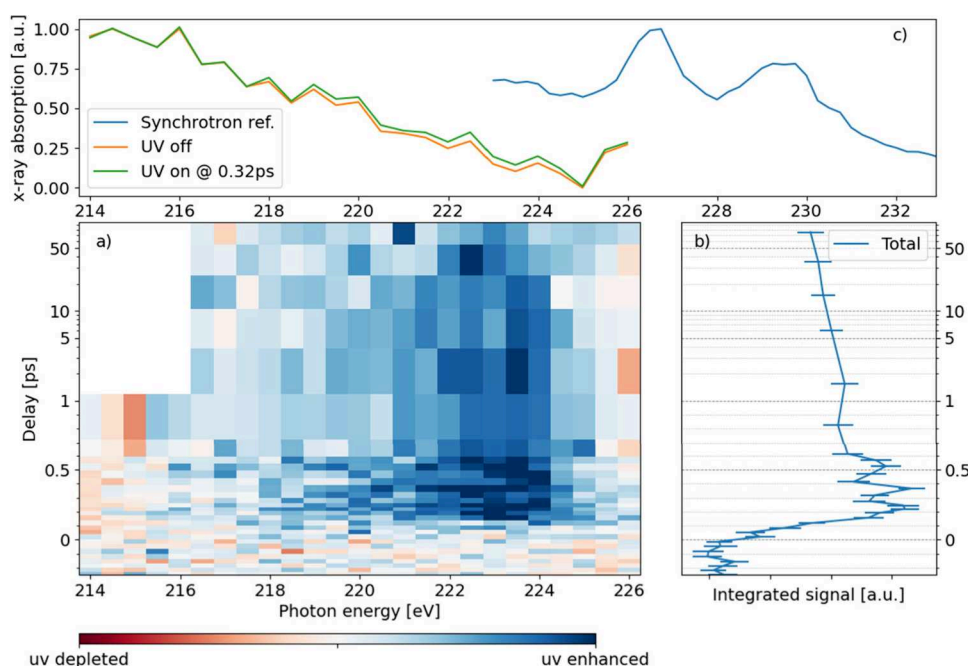 x-ray absorption [a.u.]
1.00
0.75
0.50
0.25
0.00
c)
Synchrotron ref.
UV off
UV on @ 0.32ps
214 216 218 220 222 224 226 228 230 232
Delay [ps]
50
10
5
1
0.5
0
a)
214 216 218 220 222 224 226
Photon energy [eV]
b)
Total
50
10
5
1
0.5
0
Integrated signal [a.u.]
uv depleted uv enhanced